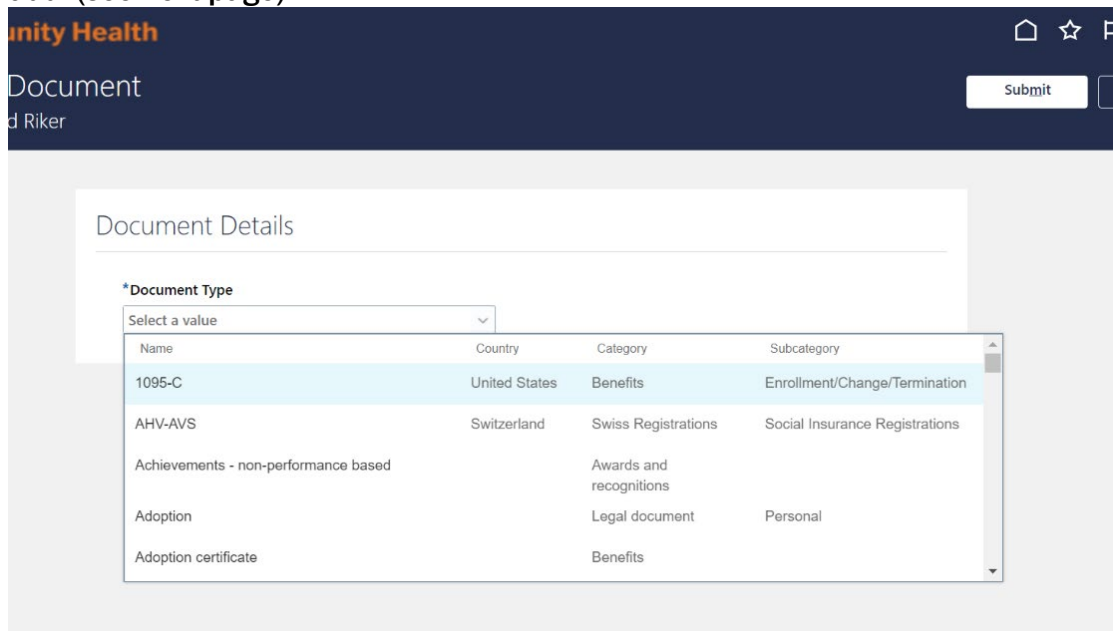 unity Health
Document
Submit
d Riker
Document Details
*Document Type
Select a value
Name Country Category Subcategory
1095-C United States Benefits Enrollment/Change/Termination
AHV-AVS Switzerland Swiss Registrations Social Insurance Registrations
Achievements - non-performance based Awards and
recognitions
Adoption Legal document Personal
Adoption certificate Benefits